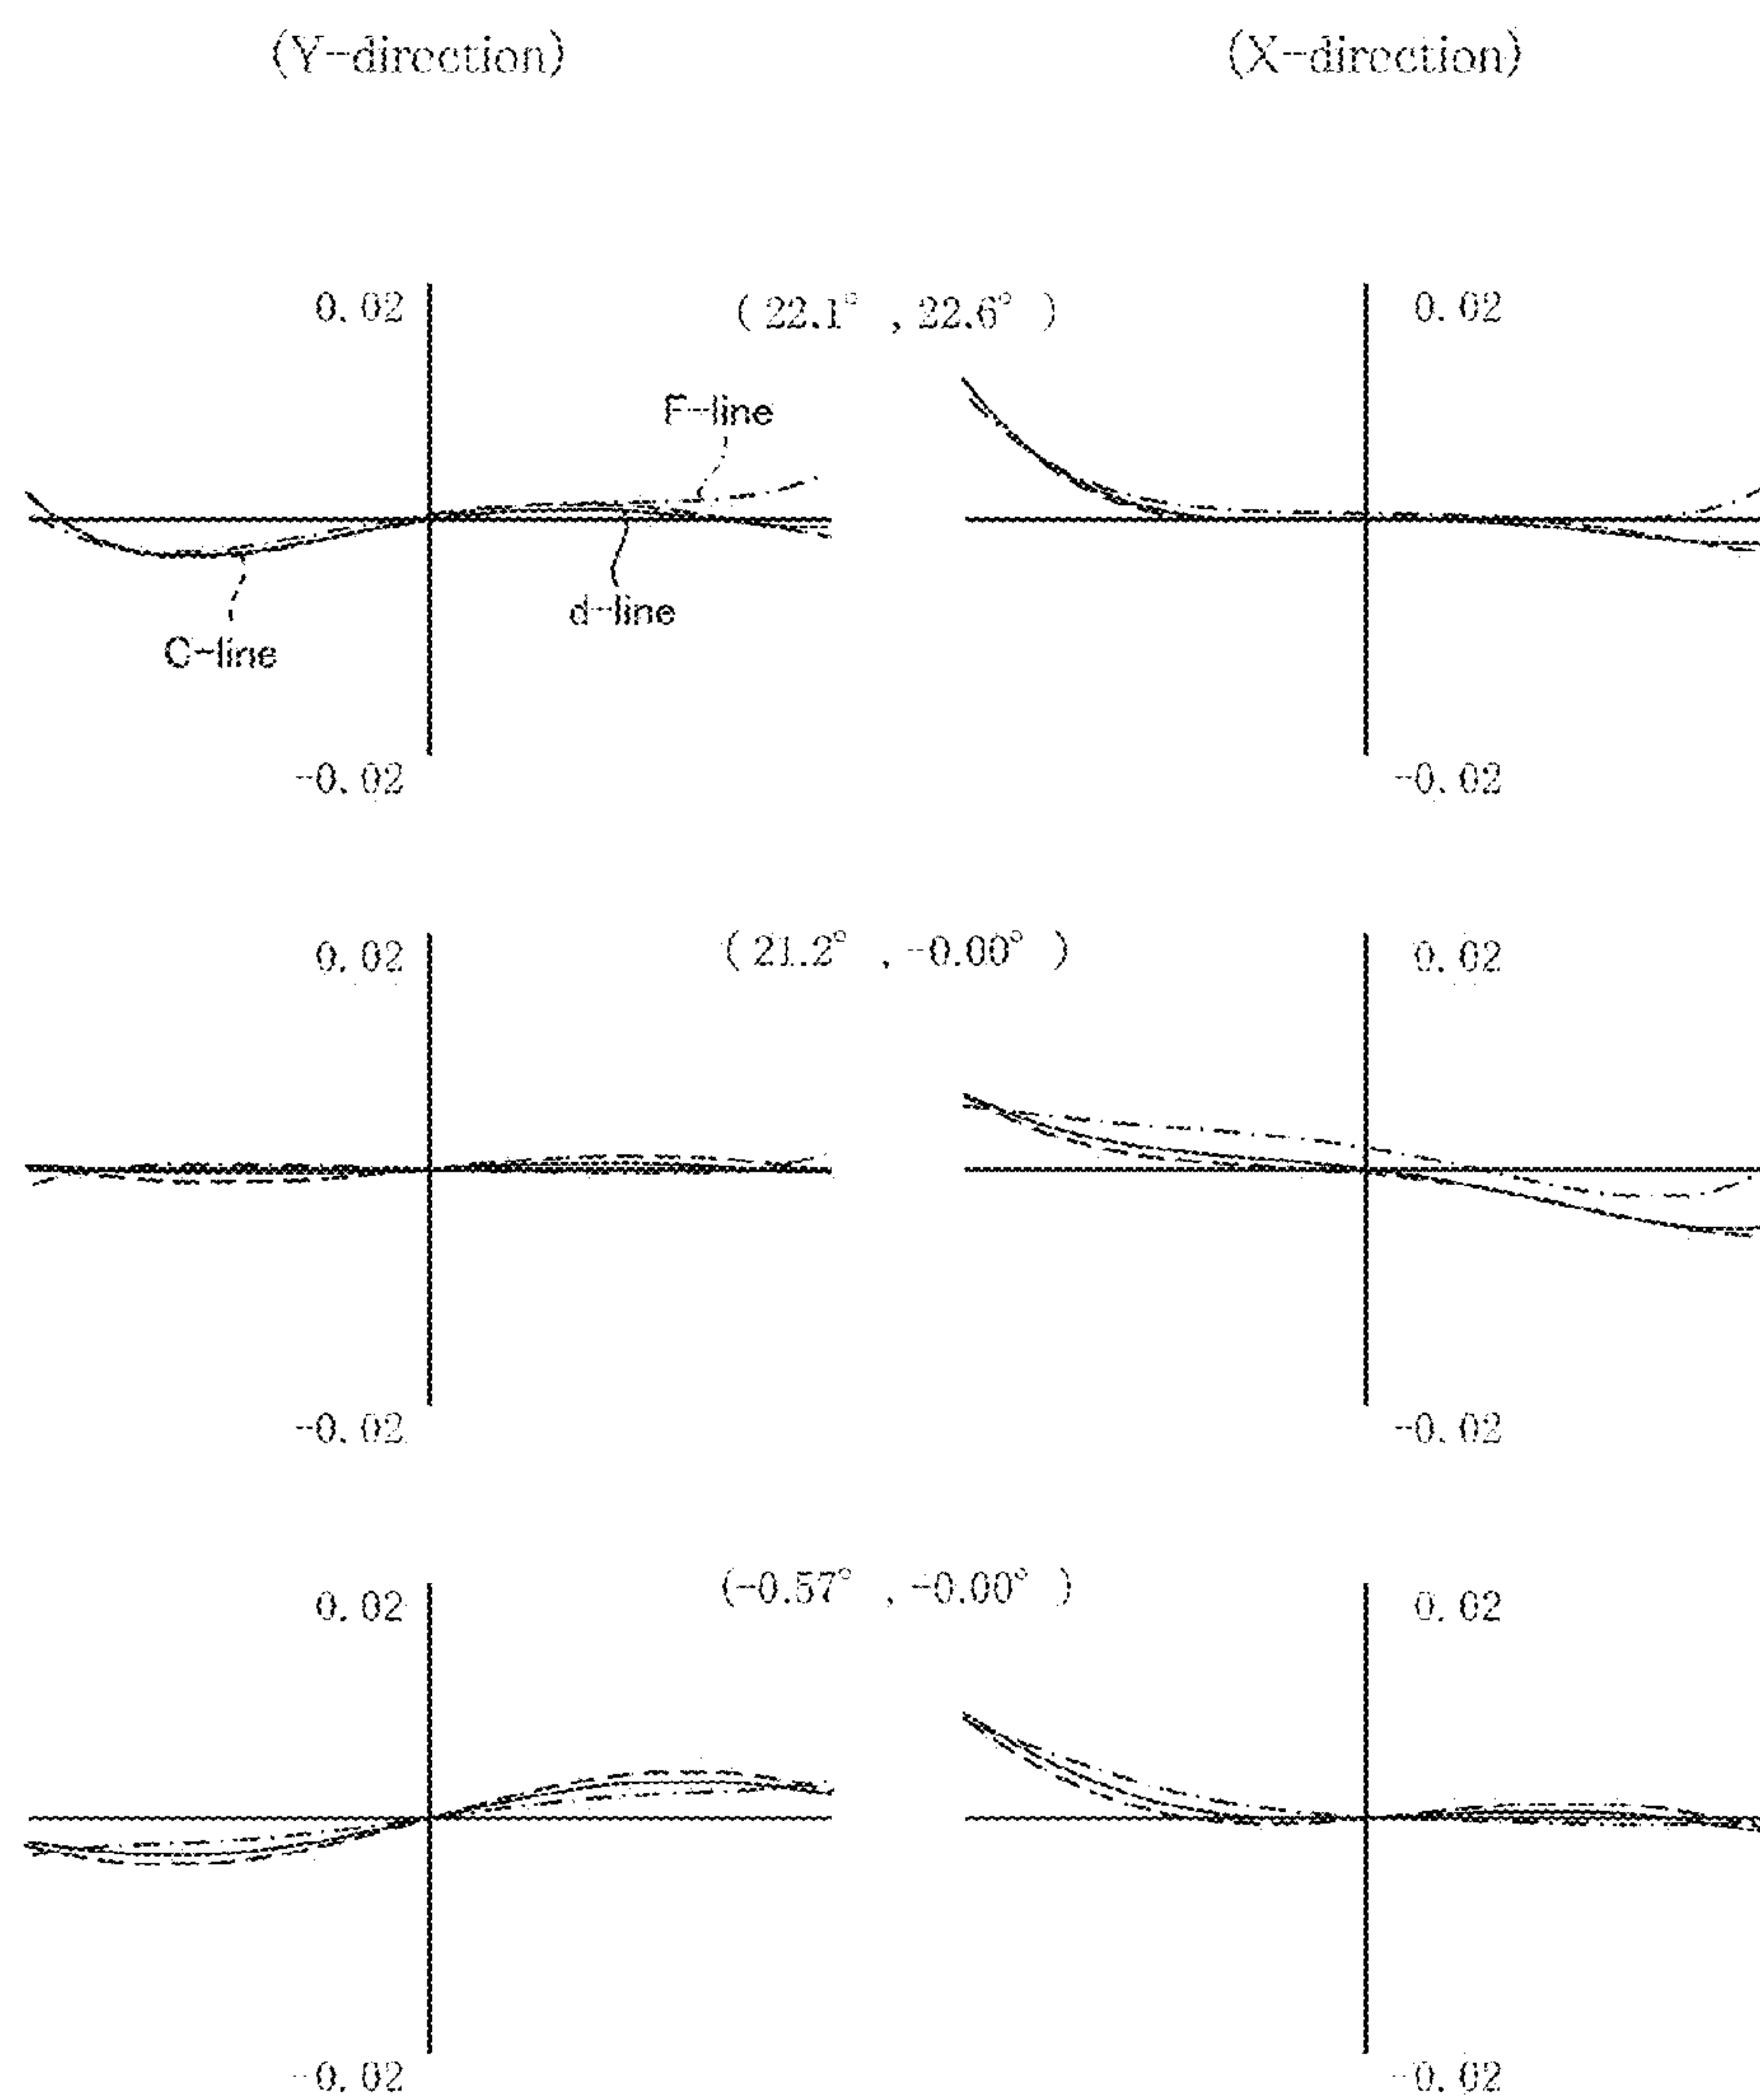 (Y-direction) (X-direction)
0.02 (22.1° , 22.6° ) 0.02
F-line
d-line
C-line
-0.02 -0.02
0.02 (21.2° , -0.00° ) 0.02
-0.02 -0.02
0.02 (-0.57° , -0.00° ) 0.02
-0.02 -0.02